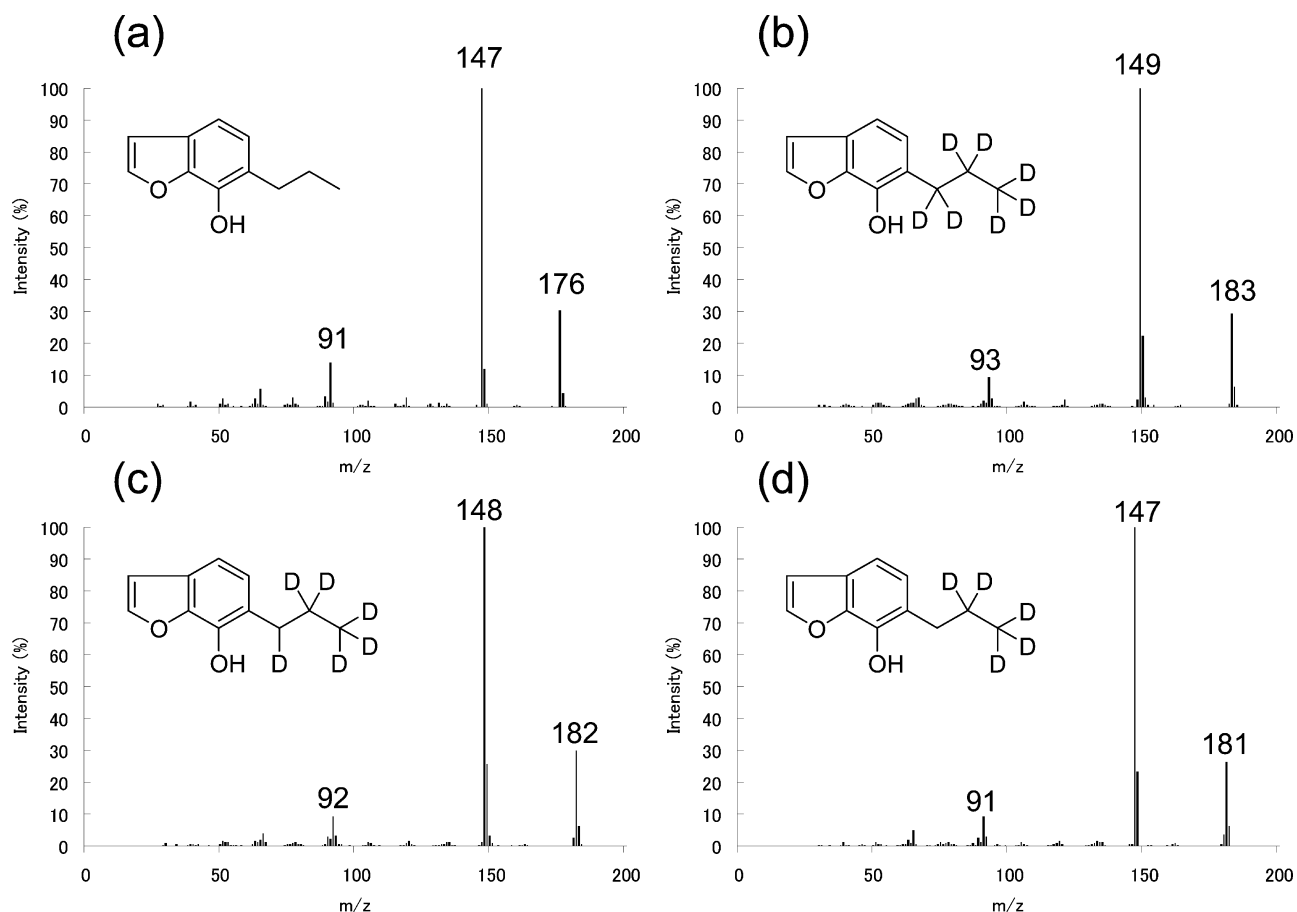 (a)
147
100
90
80
70
60
50
40
30
20
10
0
Intensity (%)
O
OH
176
91
0
50
100
150
200
m/z
(b)
149
100
90
80
70
60
50
40
30
20
10
0
Intensity (%)
D D
D
D
O
OH D D D
183
93
0
50
100
150
200
m/z
(c)
148
100
90
80
70
60
50
40
30
20
10
0
Intensity (%)
D D
D
D
O
OH D D
182
92
0
50
100
150
200
m/z
(d)
147
100
90
80
70
60
50
40
30
20
10
0
Intensity (%)
D D
D
D
O
OH D
181
91
0
50
100
150
200
m/z